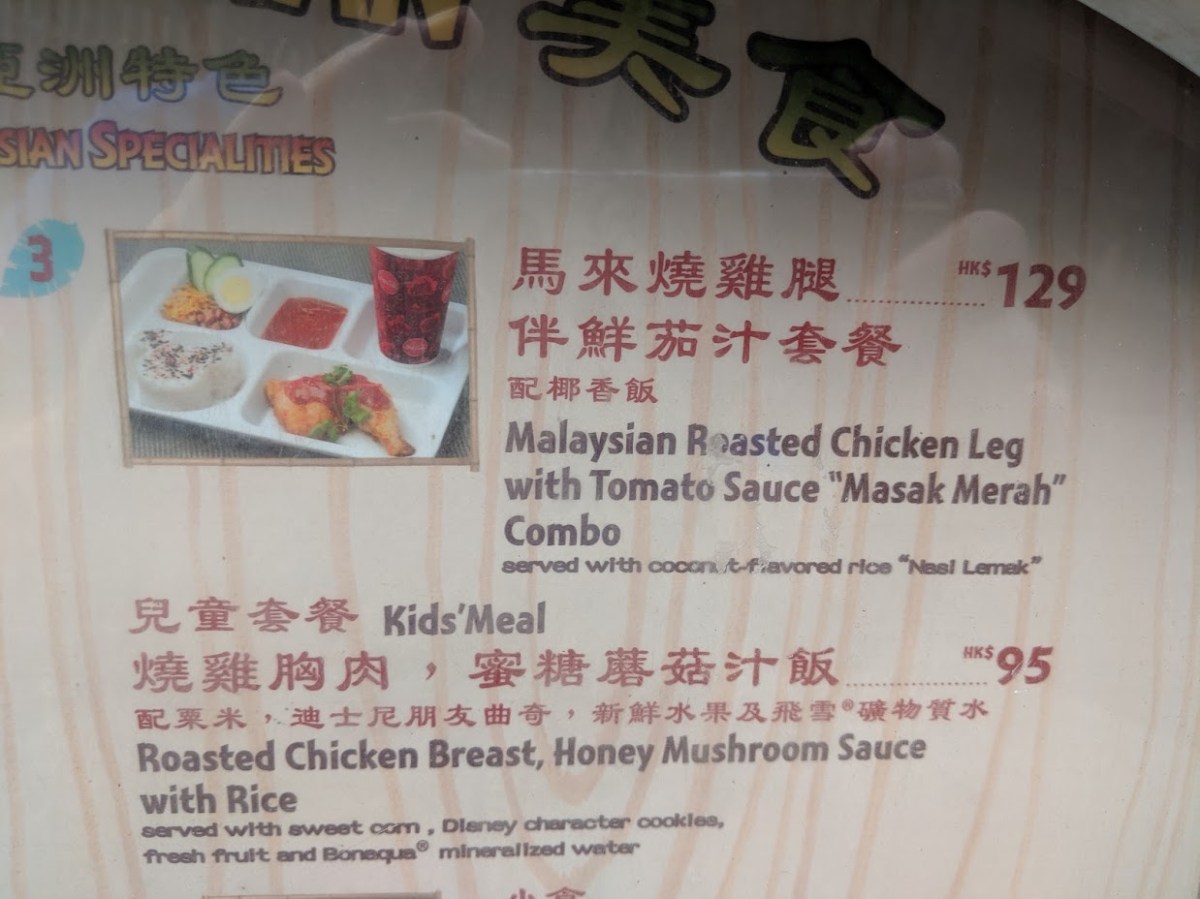 美食
洲特色
SIAN SPECIALITIES
3
馬來燒雞腿 HK$ 129
伴鮮茄汁套餐
配椰香飯
Malaysian Roasted Chicken Leg
with Tomato Sauce "Masak Merah"
Combo
served with coconut-flavored rice "Nasi Lemak"
兒童套餐 Kids'Meal
燒雞胸肉，蜜糖蘑菇汁飯 HK$ 95
配粟米，迪士尼朋友曲奇，新鮮水果及飛雪®礦物質水
Roasted Chicken Breast, Honey Mushroom Sauce
with Rice
served with sweet corn , Disney character cookies,
fresh fruit and Bonaqua® mineralized water